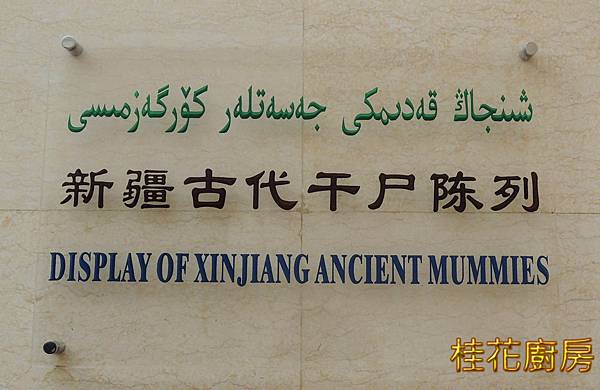 شىنجاڭ قەدىمكى جەسەتلەر كۆرگەزمىسى
新疆古代干尸陈列
DISPLAY OF XINJIANG ANCIENT MUMMIES
桂花廚房